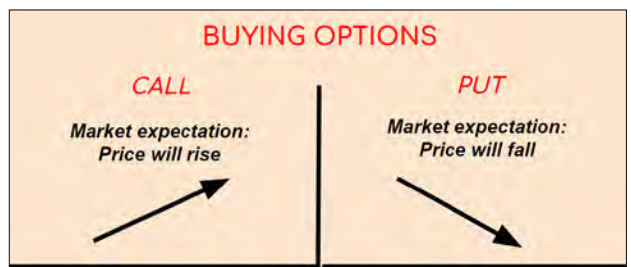 BUYING OPTIONS
CALL
Market expectation:
Price will rise
PUT
Market expectation:
Price will fall